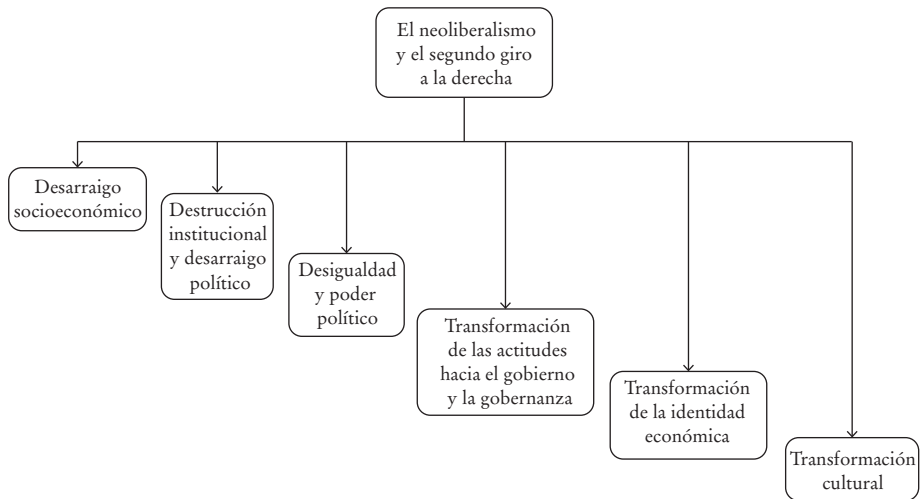 El neoliberalismo
y el segundo giro
a la derecha
Desarraigo
socioeconómico
Destrucción
institucional
y desarraigo
político
Desigualdad
y poder
político
Transformación
de las actitudes
hacia el gobierno
y la gobernanza
Transformación
de la identidad
económica
Transformación
cultural